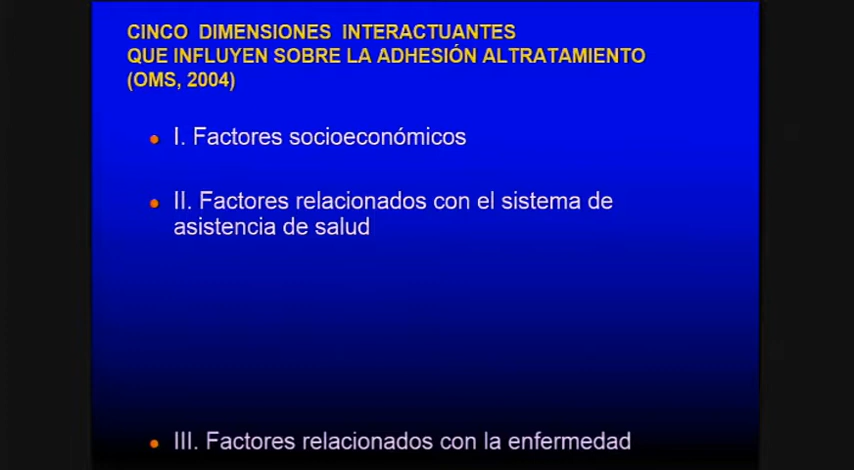 CINCO DIMENSIONES INTERACTUANTES
QUE INFLUYEN SOBRE LA ADHESIÓN ALTRATAMIENTO
(OMS, 2004)
• I. Factores socioeconómicos
• II. Factores relacionados con el sistema de
asistencia de salud
• III. Factores relacionados con la enfermedad